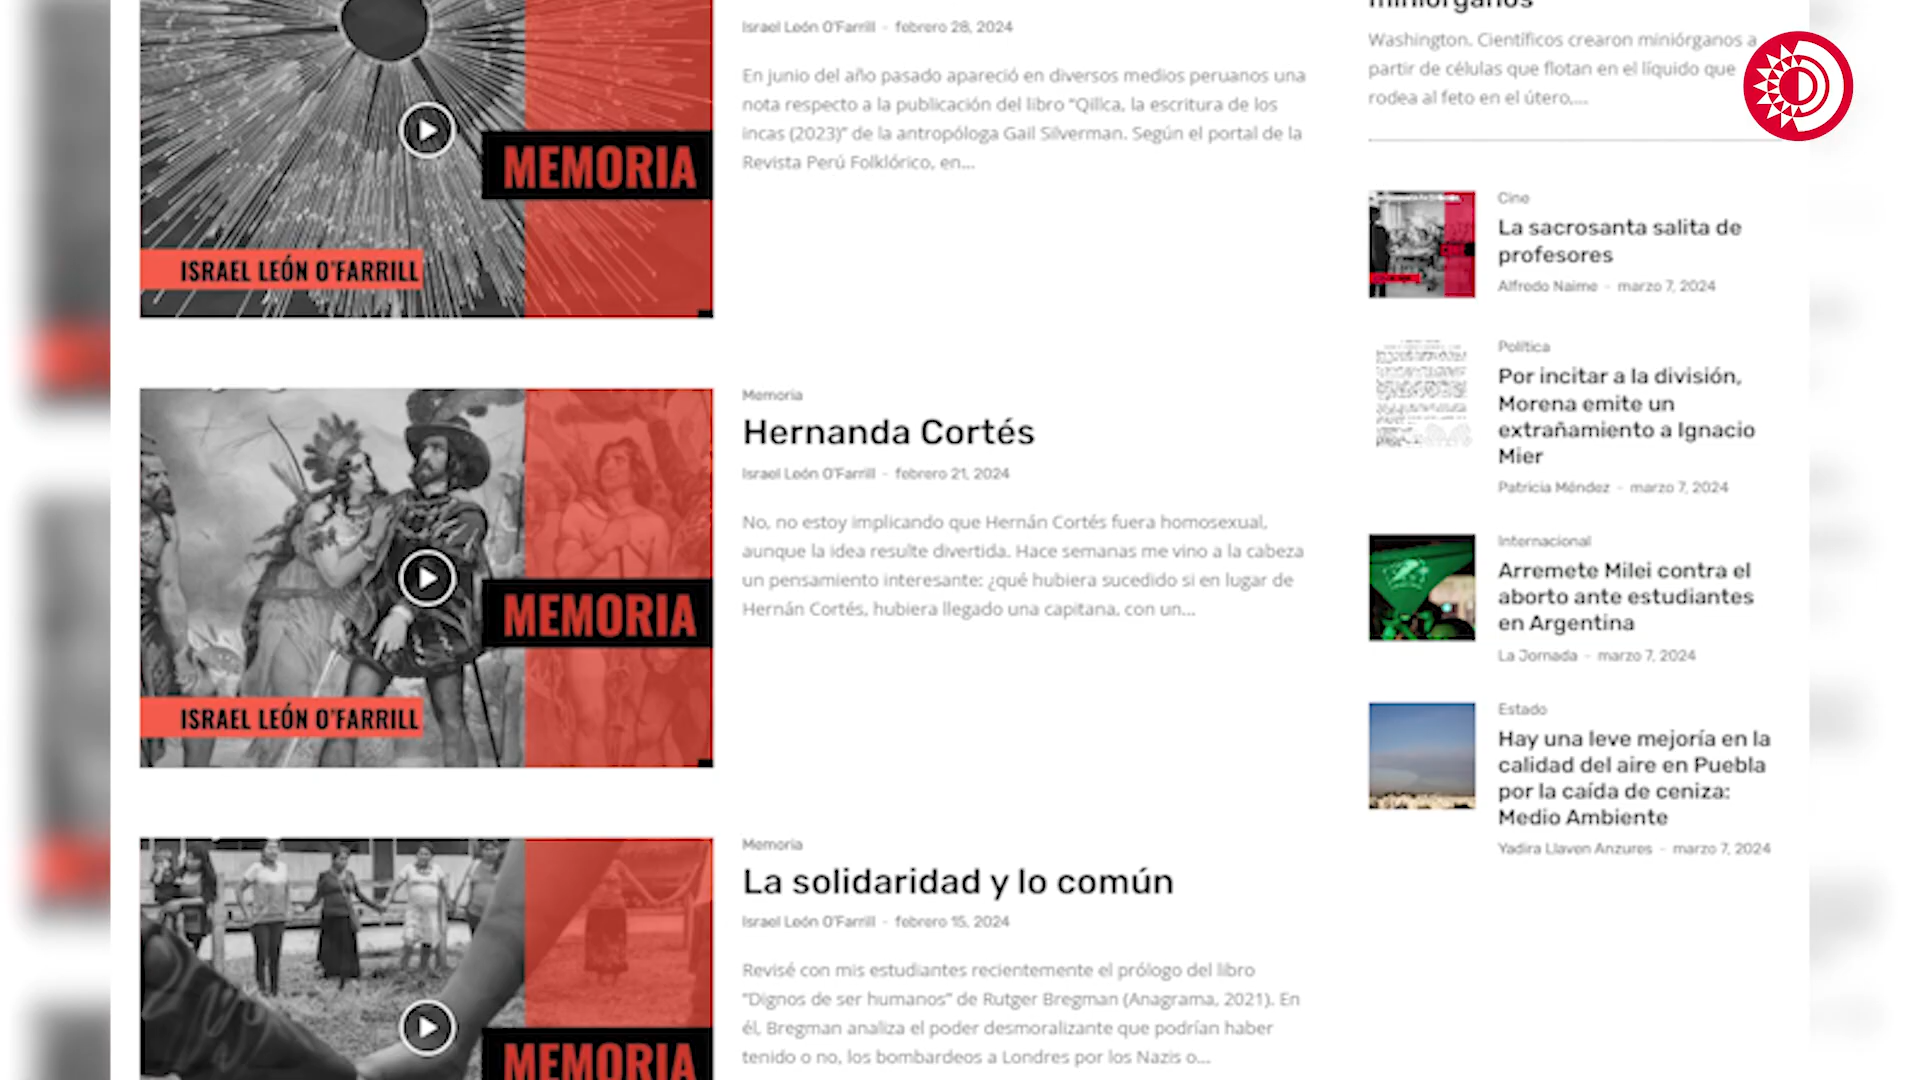 Israel León O'Farrill - febrero 28, 2024
En junio del año pasado apareció en diversos medios peruanos una
nota respecto a la publicación del libro "Qillca, la escritura de los
incas (2023)" de la antropóloga Gail Silverman. Según el portal de la
Revista Perú Folklórico, en...
MEMORIA
ISRAEL LEÓN O'FARRILL
Memoria
Hernanda Cortés
Israel León O'Farrill - febrero 21, 2024
No, no estoy implicando que Hernán Cortés fuera homosexual,
aunque la idea resulte divertida. Hace semanas me vino a la cabeza
un pensamiento interesante: ¿qué hubiera sucedido si en lugar de
Hernán Cortés, hubiera llegado una capitana, con un...
MEMORIA
ISRAEL LEÓN O'FARRILL
Memoria
La solidaridad y lo común
Israel León O'Farrill - febrero 15, 2024
Revisé con mis estudiantes recientemente el prólogo del libro
"Dignos de ser humanos" de Rutger Bregman (Anagrama, 2021). En
él, Bregman analiza el poder desmoralizante que podrían haber
tenido o no, los bombardeos a Londres por los Nazis o...
MEMORIA
miniórganos
Washington. Científicos crearon miniórganos a
partir de células que flotan en el líquido que
rodea al feto en el útero,...
Cine
La sacrosanta salita de
profesores
Alfredo Naime - marzo 7, 2024
Política
Por incitar a la división,
Morena emite un
extrañamiento a Ignacio
Mier
Patricia Méndez - marzo 7, 2024
Internacional
Arremete Milei contra el
aborto ante estudiantes
en Argentina
La Jornada - marzo 7, 2024
Estado
Hay una leve mejoría en la
calidad del aire en Puebla
por la caída de ceniza:
Medio Ambiente
Yadira Llaven Anzures - marzo 7, 2024